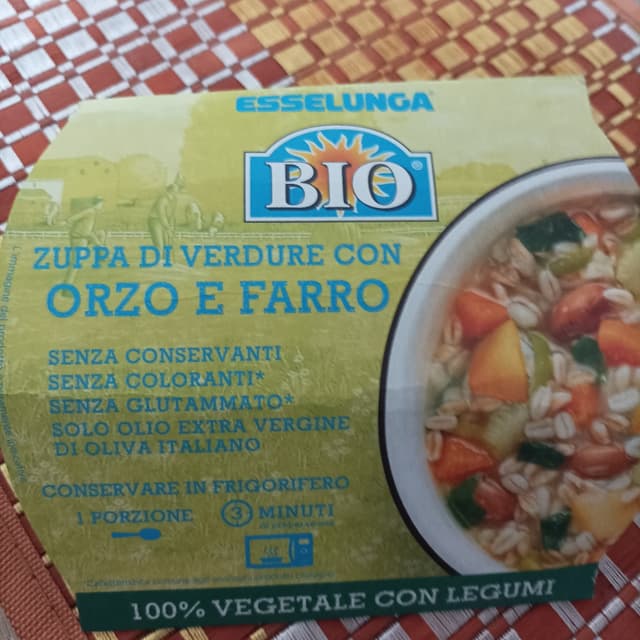 ESSELUNGA
BIO®
ZUPPA DI VERDURE CON
ORZO E FARRO
SENZA CONSERVANTI
SENZA COLORANTI*
SENZA GLUTAMMATO*
SOLO OLIO EXTRA VERGINE
DI OLIVA ITALIANO
CONSERVARE IN FRIGORIFERO
1 PORZIONE
3 MINUTI
100% VEGETALE CON LEGUMI